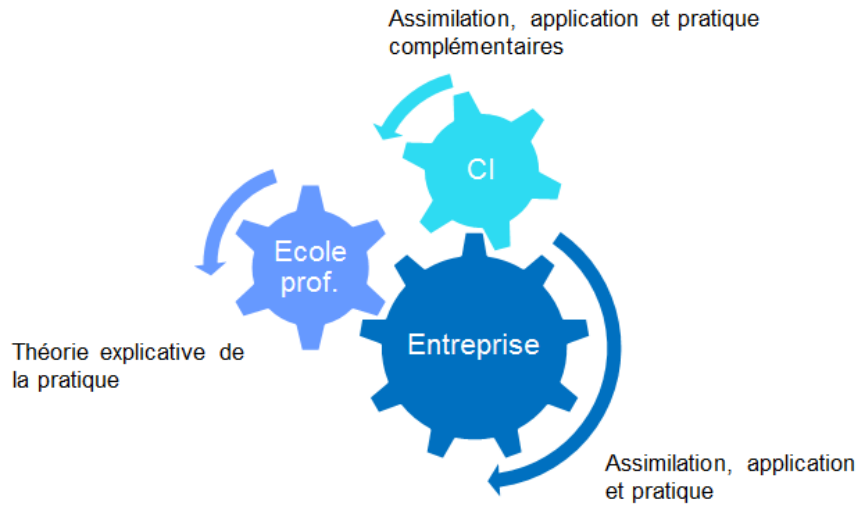 Assimilation, application et pratique
complémentaires
CI
Ecole
prof.
Entreprise
Théorie explicative de
la pratique
Assimilation, application
et pratique